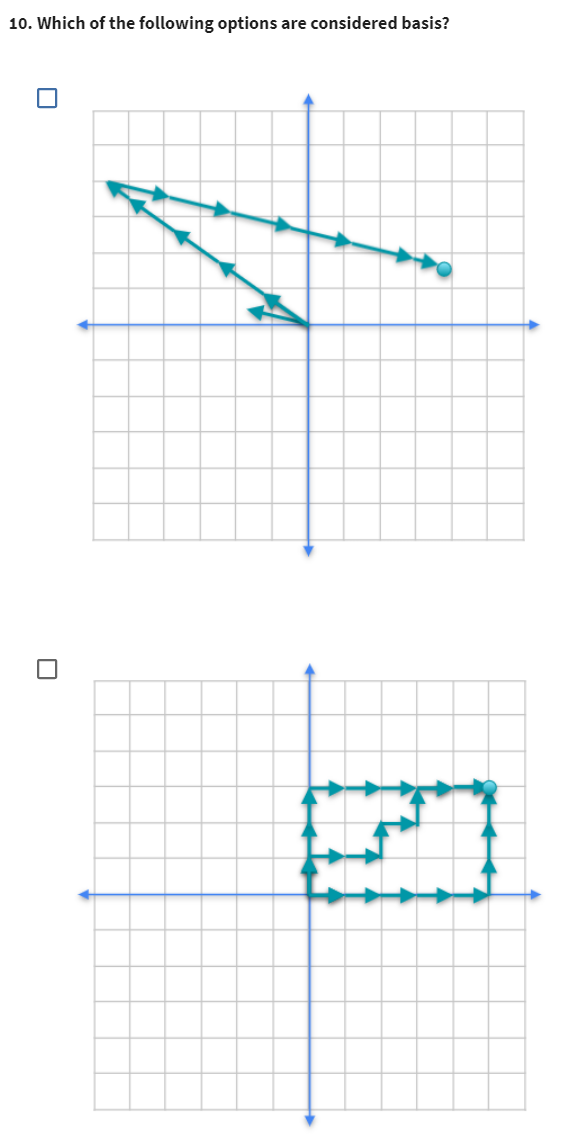 10. Which of the following options are considered basis?